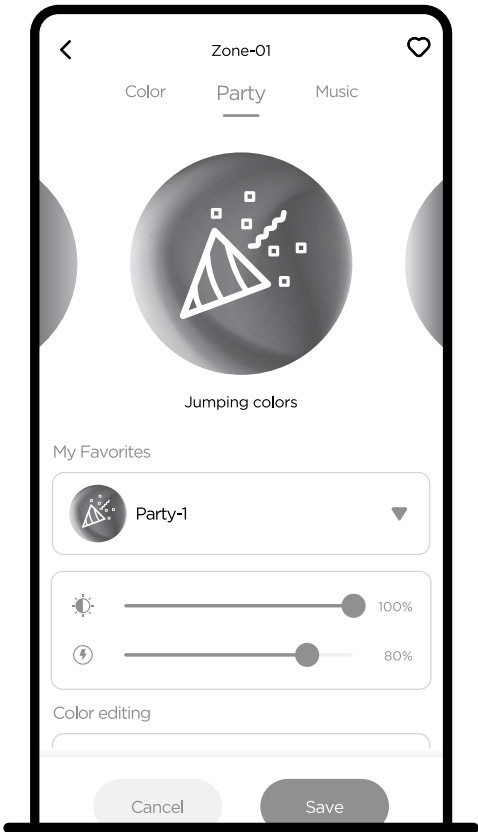 Zone-01
Color Party Music
Jumping colors
My Favorites
Party-1
100%
80%
Color editing
Cancel Save